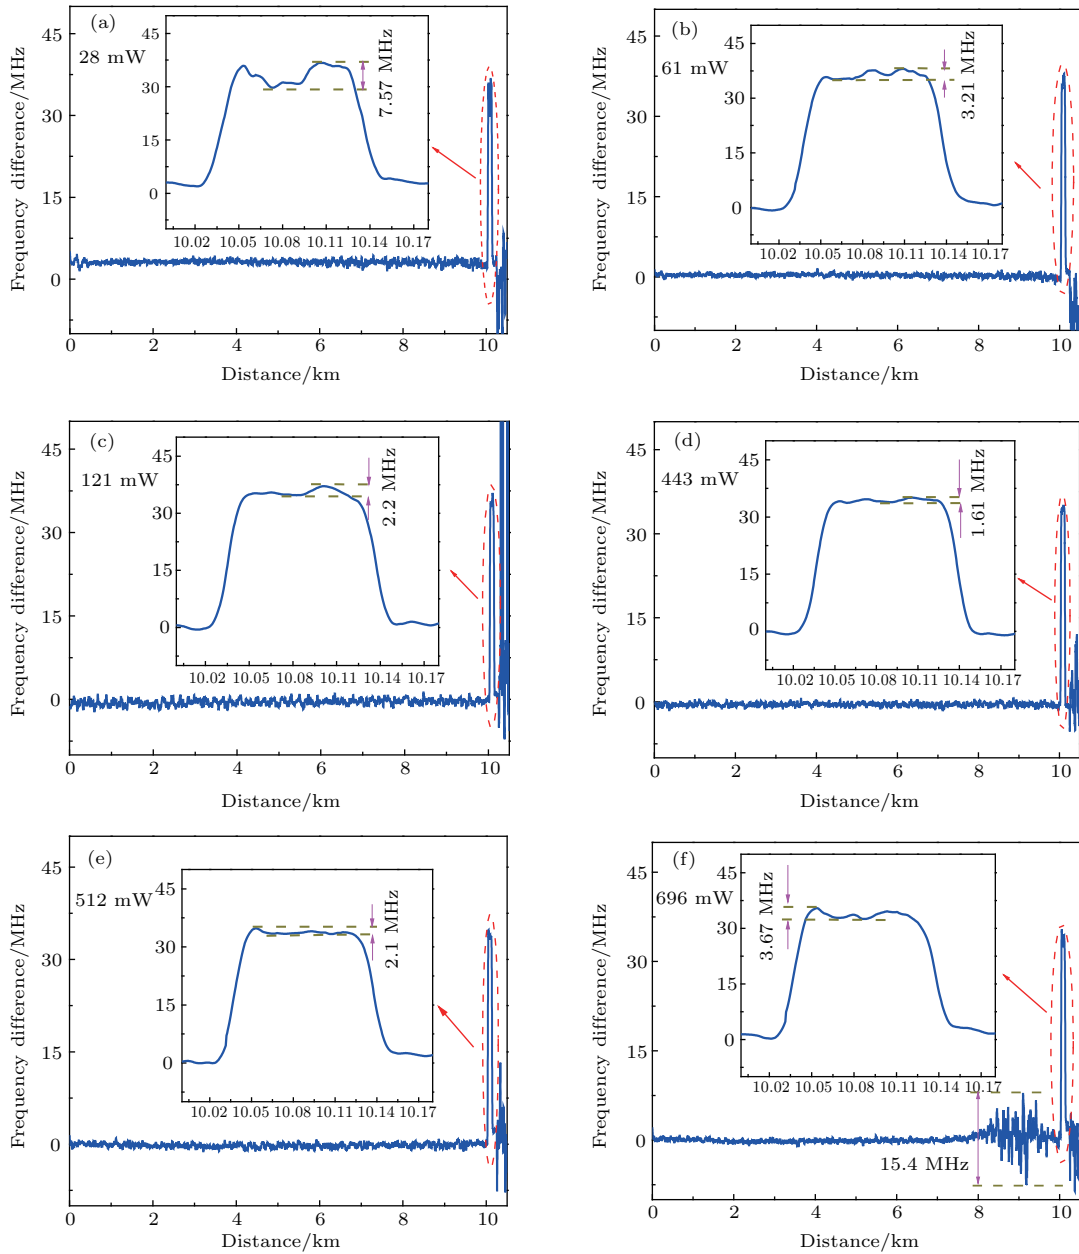 (a)
28 mW
7.57 MHz
Frequency difference/MHz
45
30
15
0
45
30
15
0
10.02 10.05 10.08 10.11 10.14 10.17
0 2 4 6 8 10
Distance/km
(b)
61 mW
3.21 MHz
Frequency difference/MHz
45
30
15
0
45
30
15
0
10.02 10.05 10.08 10.11 10.14 10.17
0 2 4 6 8 10
Distance/km
(c)
121 mW
2.2 MHz
Frequency difference/MHz
45
30
15
0
45
30
15
0
10.02 10.05 10.08 10.11 10.14 10.17
0 2 4 6 8 10
Distance/km
(d)
443 mW
1.61 MHz
Frequency difference/MHz
45
30
15
0
45
30
15
0
10.02 10.05 10.08 10.11 10.14 10.17
0 2 4 6 8 10
Distance/km
(e)
512 mW
2.1 MHz
Frequency difference/MHz
45
30
15
0
45
30
15
0
10.02 10.05 10.08 10.11 10.14 10.17
0 2 4 6 8 10
Distance/km
(f)
696 mW
3.67 MHz
Frequency difference/MHz
45
30
15
0
45
30
15
0
10.02 10.05 10.08 10.11 10.14 10.17
15.4 MHz
0 2 4 6 8 10
Distance/km